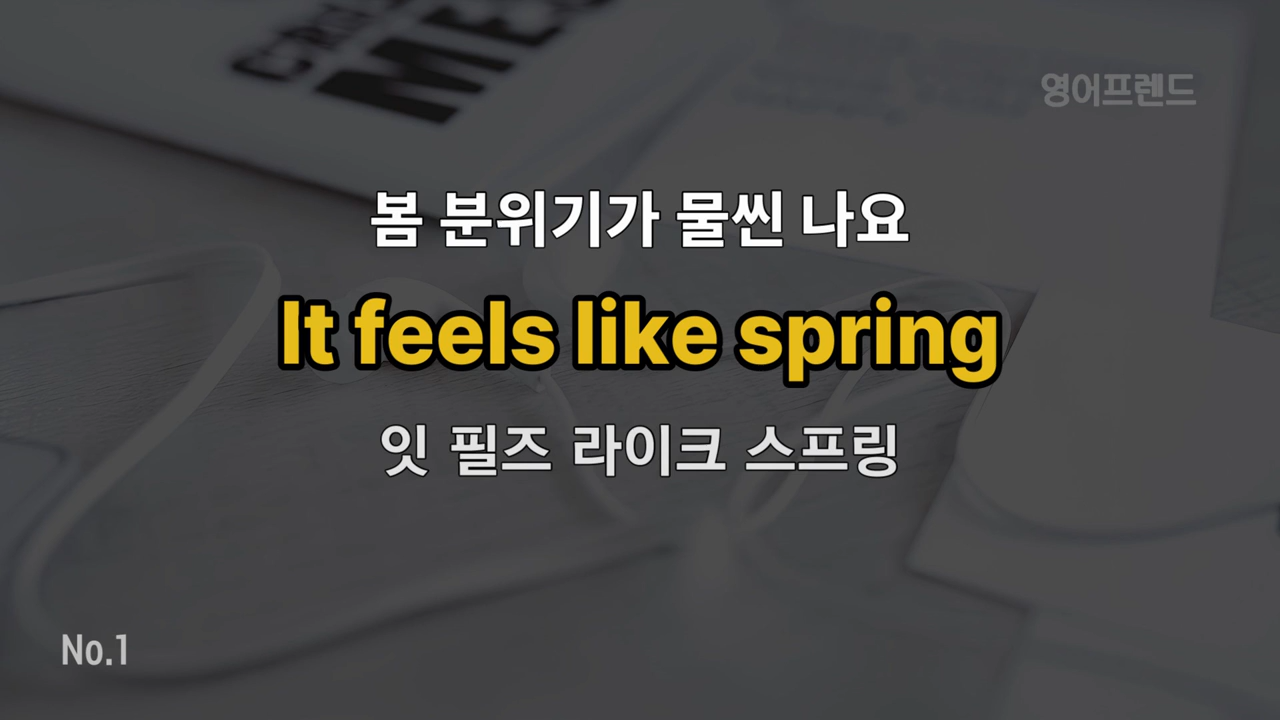 영어프렌드
봄 분위기가 물씬 나요
It feels like spring
잇 필즈 라이크 스프링
No.1